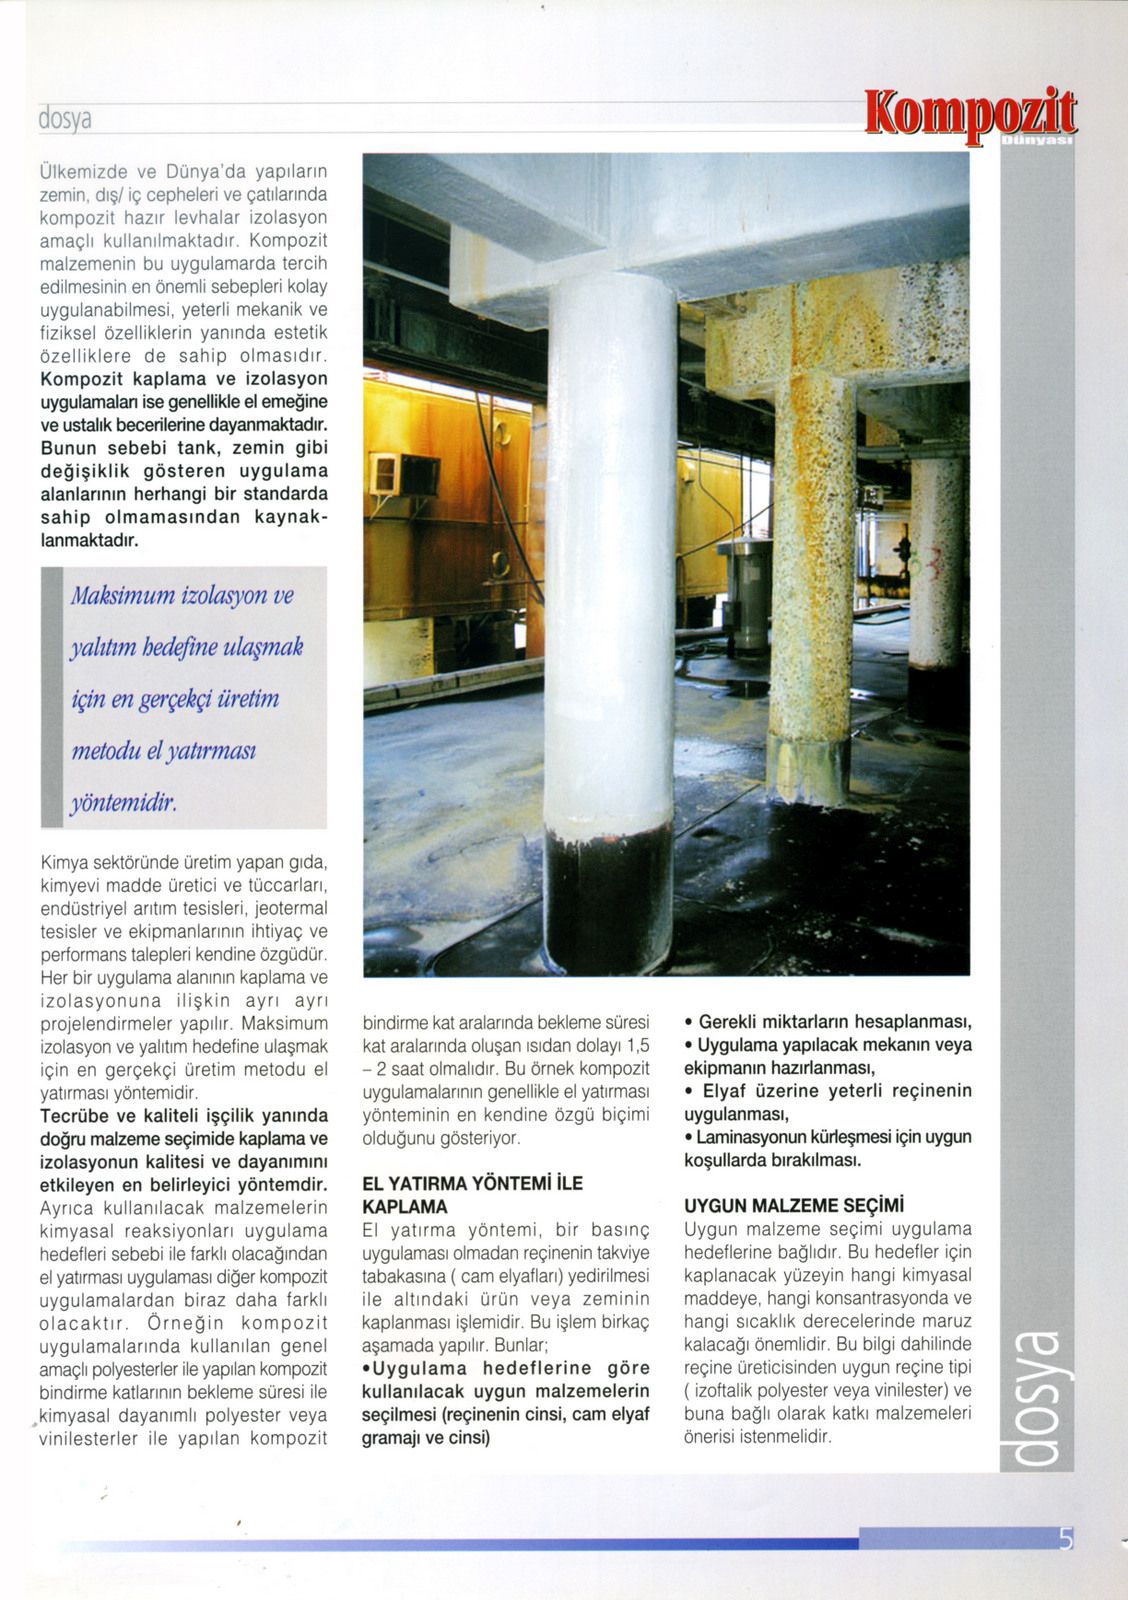 dosya
Kompozit
Dünyası
Ülkemizde ve Dünya'da yapıların
zemin, dış/ iç cepheleri ve çatılarında
kompozit hazır levhalar izolasyon
amaçlı kullanılmaktadır. Kompozit
malzemenin bu uygulamarda tercih
edilmesinin en önemli sebepleri kolay
uygulanabilmesi, yeterli mekanik ve
fiziksel özelliklerin yanında estetik
özelliklere de sahip olmasıdır.
Kompozit kaplama ve izolasyon
uygulamaları ise genellikle el emeğine
ve ustalık becerilerine dayanmaktadır.
Bunun sebebi tank, zemin gibi
değişiklik gösteren uygulama
alanlarının herhangi bir standarda
sahip olmamasından kaynak-
lanmaktadır.
Maksimum izolasyon ve
yalıtım hedefine ulaşmak
için en gerçekçi üretim
metodu el yatırması
yöntemidir.
Kimya sektöründe üretim yapan gıda,
kimyevi madde üretici ve tüccarları,
endüstriyel arıtım tesisleri, jeotermal
tesisler ve ekipmanlarının ihtiyaç ve
performans talepleri kendine özgüdür.
Her bir uygulama alanının kaplama ve
izolasyonuna ilişkin ayrı ayrı
projelendirmeler yapılır. Maksimum
izolasyon ve yalıtım hedefine ulaşmak
için en gerçekçi üretim metodu el
yatırması yöntemidir.
Tecrübe ve kaliteli işçilik yanında
doğru malzeme seçimide kaplama ve
izolasyonun kalitesi ve dayanımını
etkileyen en belirleyici yöntemdir.
Ayrıca kullanılacak malzemelerin
kimyasal reaksiyonları uygulama
hedefleri sebebi ile farklı olacağından
el yatırması uygulaması diğer kompozit
uygulamalardan biraz daha farklı
olacaktır. Örneğin kompozit
uygulamalarında kullanılan genel
amaçlı polyesterler ile yapılan kompozit
bindirme katlarının bekleme süresi ile
kimyasal dayanımlı polyester veya
vinilesterler ile yapılan kompozit
bindirme kat aralarında bekleme süresi
kat aralarında oluşan ısıdan dolayı 1,5
– 2 saat olmalıdır. Bu örnek kompozit
uygulamalarının genellikle el yatırması
yönteminin en kendine özgü biçimi
olduğunu gösteriyor.
EL YATIRMA YÖNTEMİ İLE
KAPLAMA
El yatırma yöntemi, bir basınç
uygulaması olmadan reçinenin takviye
tabakasına ( cam elyafları) yedirilmesi
ile altındaki ürün veya zeminin
kaplanması işlemidir. Bu işlem birkaç
aşamada yapılır. Bunlar;
•Uygulama hedeflerine göre
kullanılacak uygun malzemelerin
seçilmesi (reçinenin cinsi, cam elyaf
gramajı ve cinsi)
• Gerekli miktarların hesaplanması,
• Uygulama yapılacak mekanın veya
ekipmanın hazırlanması,
• Elyaf üzerine yeterli reçinenin
uygulanması,
• Laminasyonun kürleşmesi için uygun
koşullarda bırakılması.
UYGUN MALZEME SEÇİMİ
Uygun malzeme seçimi uygulama
hedeflerine bağlıdır. Bu hedefler için
kaplanacak yüzeyin hangi kimyasal
maddeye, hangi konsantrasyonda ve
hangi sıcaklık derecelerinde maruz
kalacağı önemlidir. Bu bilgi dahilinde
reçine üreticisinden uygun reçine tipi
( izoftalik polyester veya vinilester) ve
buna bağlı olarak katkı malzemeleri
önerisi istenmelidir.
dosya
5